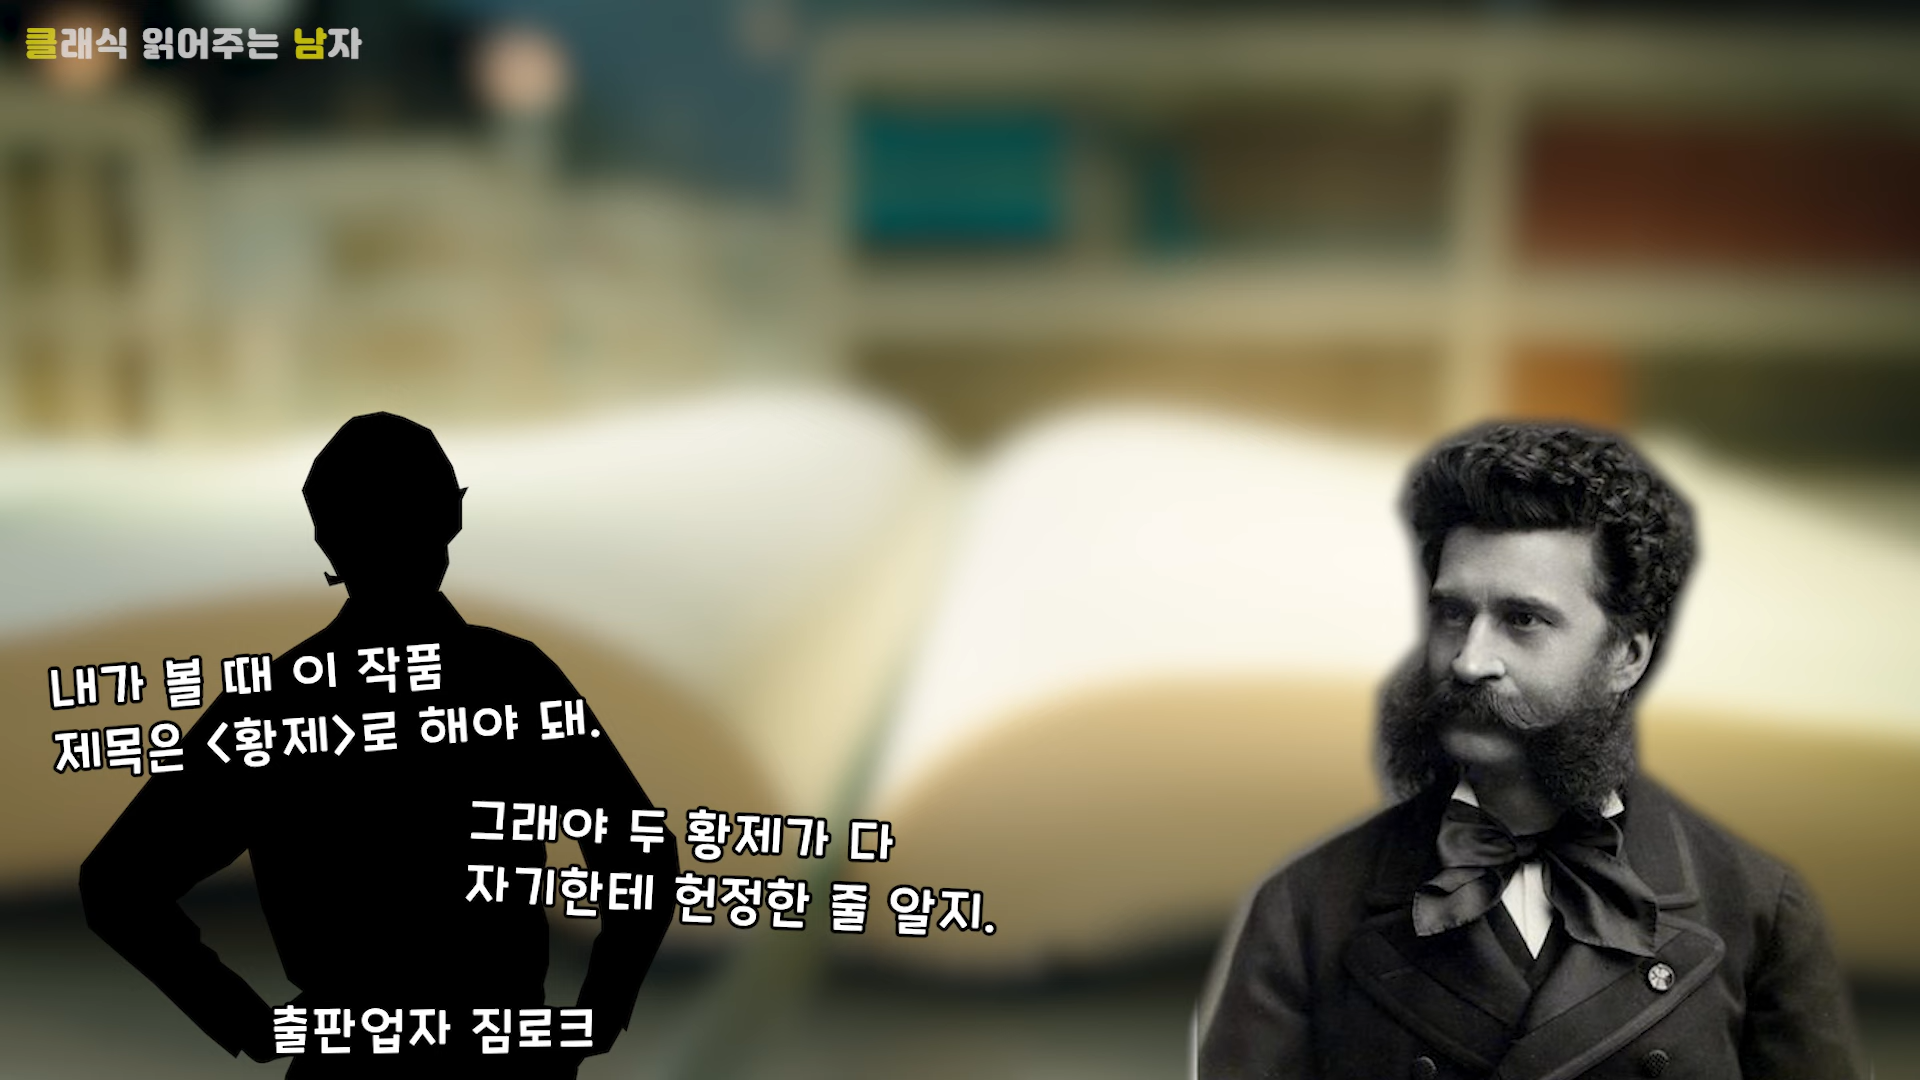 클래식 읽어주는 남자
내가 볼 때 이 작품
제목은 <황제>로 해야 돼.
그래야 두 황제가 다
자기한테 헌정한 줄 알지.
출판업자 짐로크